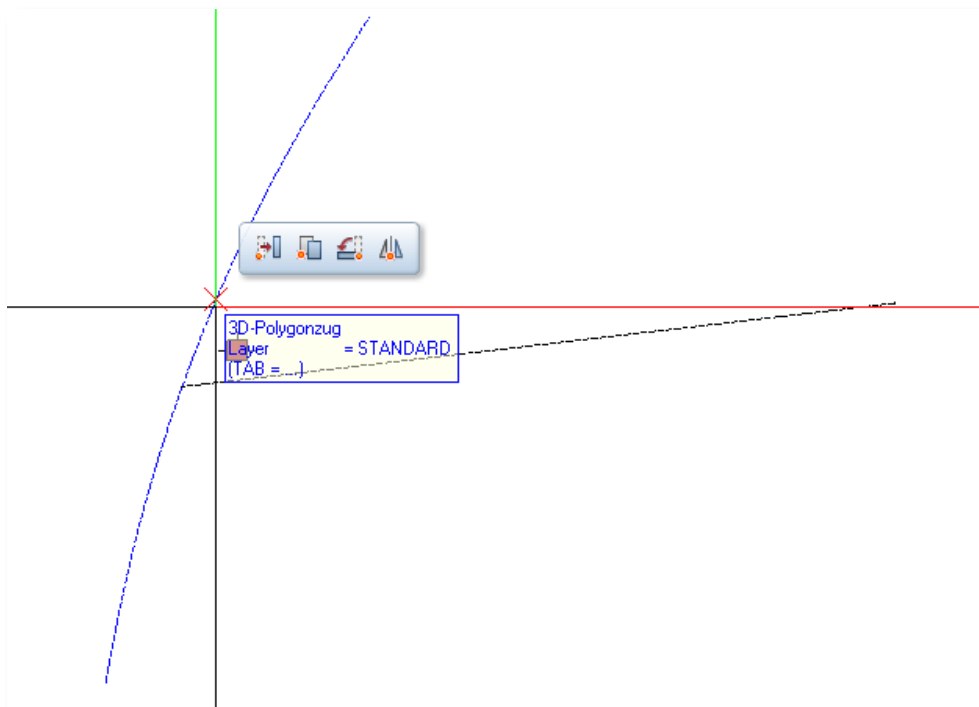 3D-Polygonzug
Layer = STANDARD
(TAB = ...)